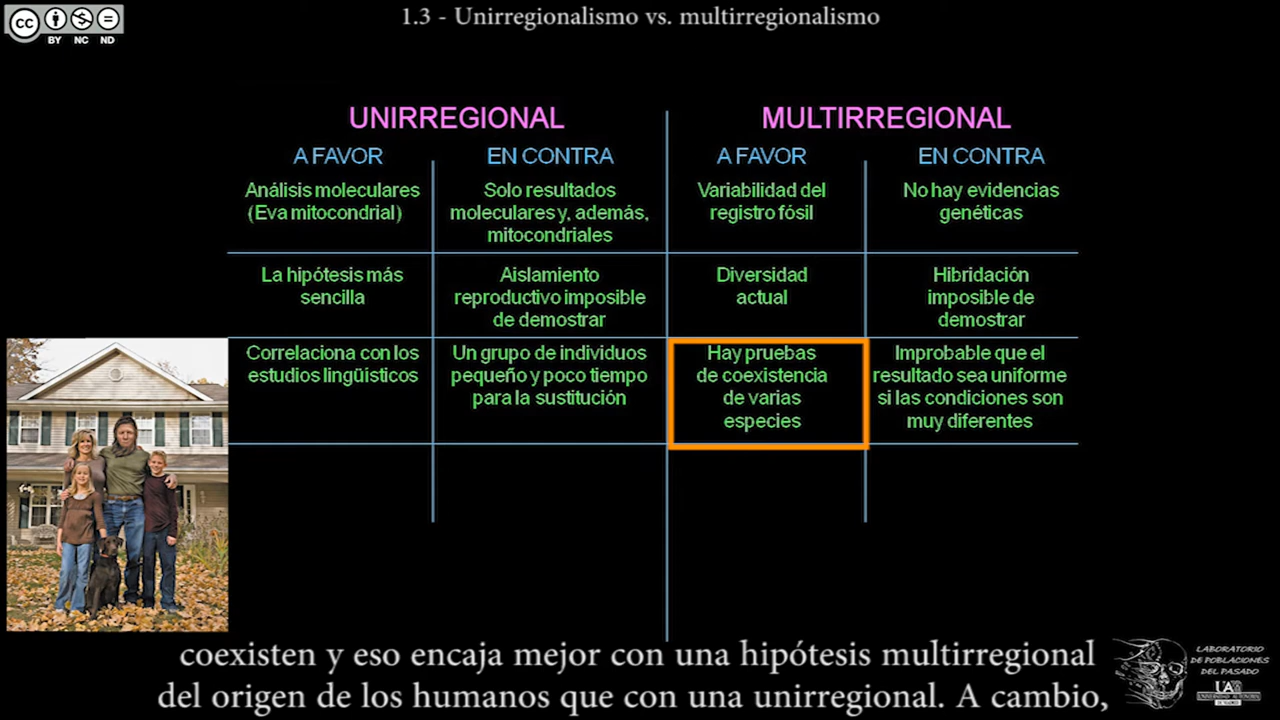 cc BY NC ND
1.3 - Unirregionalismo vs. multirregionalismo
UNIRREGIONAL
MULTIRREGIONAL
A FAVOR
EN CONTRA
A FAVOR
EN CONTRA
Análisis moleculares
(Eva mitocondrial)
Solo resultados
moleculares y, además,
mitocondriales
Variabilidad del
registro fósil
No hay evidencias
genéticas
La hipótesis más
sencilla
Aislamiento
reproductivo imposible
de demostrar
Diversidad
actual
Hibridación
imposible de
demostrar
Correlaciona con los
estudios lingüísticos
Un grupo de individuos
pequeño y poco tiempo
para la sustitución
Hay pruebas
de coexistencia
de varias
especies
Improbable que el
resultado sea uniforme
si las condiciones son
muy diferentes
coexisten y eso encaja mejor con una hipótesis multirregional
del origen de los humanos que con una unirregional. A cambio,
LABORATORIO
DE POBLACIONES
DEL PASADO